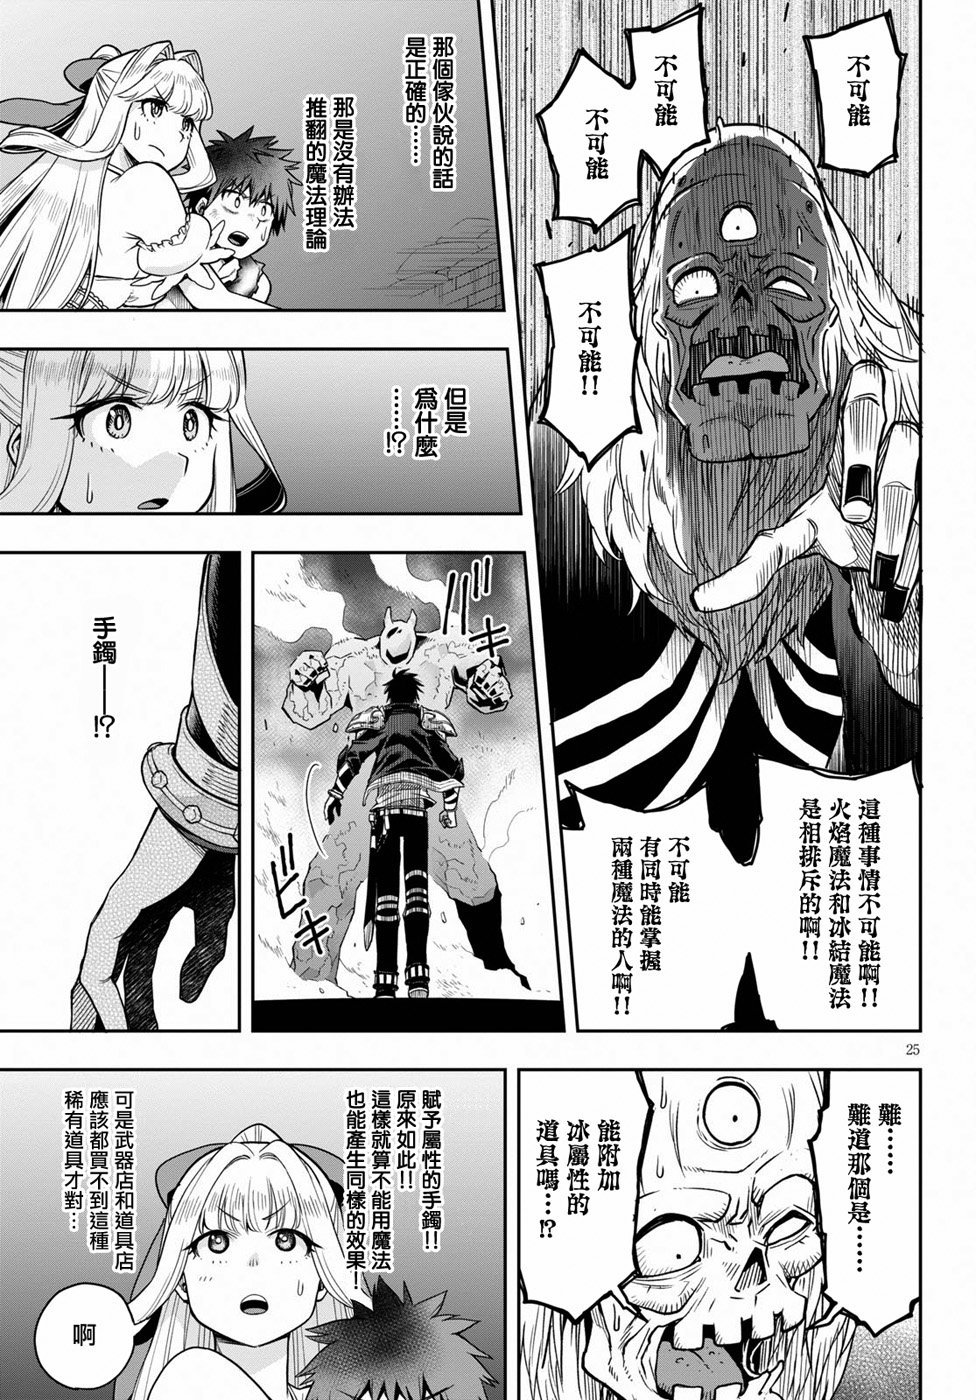 不可能
不可能
不可能
不可能!!
這種事情不可能啊!!
火焰魔法和冰結魔法
是相排斥的啊!!
不可能
有同時能掌握
兩種魔法的人啊!!
那個傢伙說的話
是正確的……
那是沒有辦法
推翻的魔法理論
但是
爲什麼
……!?
ゴキゴキ
ゴゴゴ
手鐲——!?
25
難……
難道那個是……
能附加
冰屬性的
道具嗎…!?
賦予屬性的手鐲!!
原來如此!!
這樣就算不能用魔法
也能產生同樣的效果!
可是武器店和道具店
應該都買不到這種
稀有道具才對…
啊